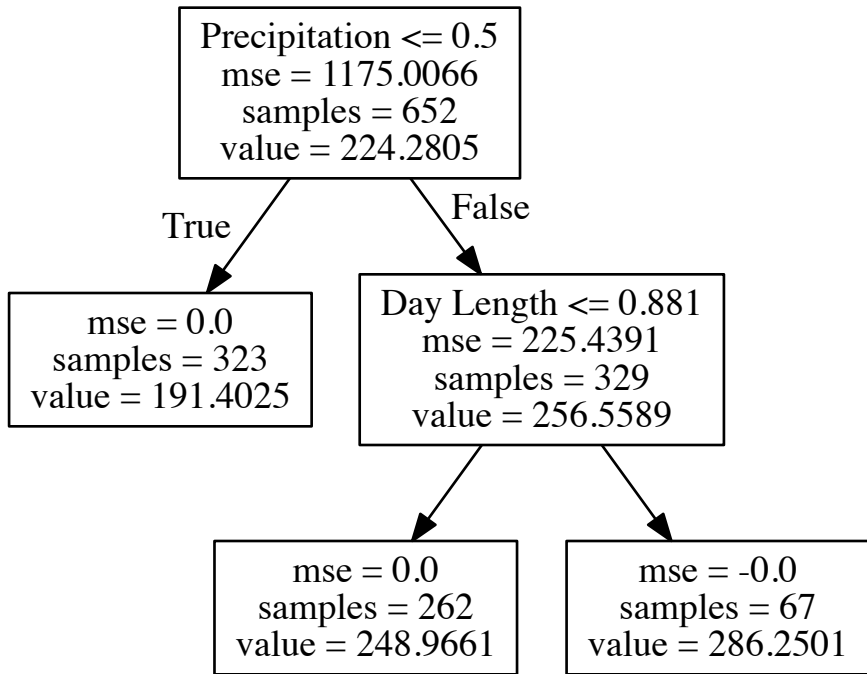 Precipitation <= 0.5
mse = 1175.0066
samples = 652
value = 224.2805
True
False
mse = 0.0
samples = 323
value = 191.4025
Day Length <= 0.881
mse = 225.4391
samples = 329
value = 256.5589
mse = 0.0
samples = 262
value = 248.9661
mse = -0.0
samples = 67
value = 286.2501